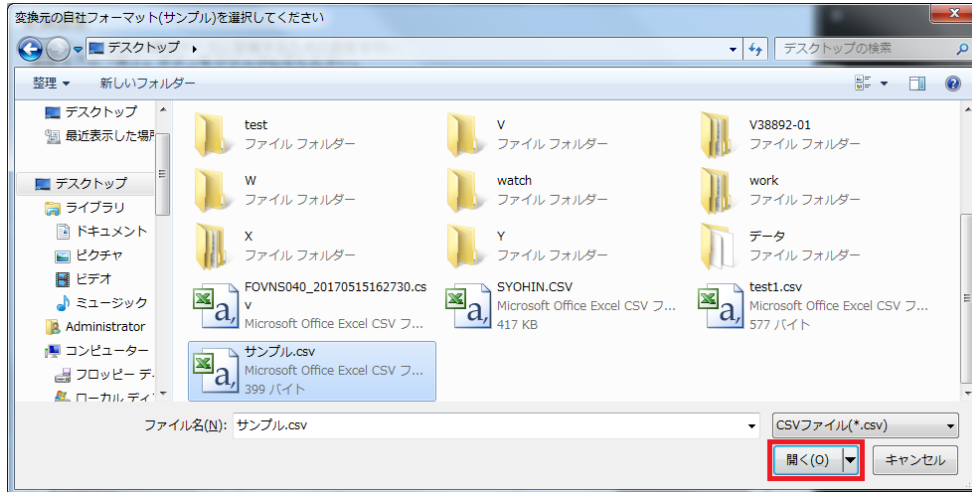 変換元の自社フォーマット(サンプル)を選択してください
デスクトップ
デスクトップの検索
整理 新しいフォルダー
デスクトップ
最近表示した場所
デスクトップ
ライブラリ
ドキュメント
ピクチャ
ビデオ
ミュージック
Administrator
コンピューター
フロッピー デ
ローカル ディ
test
ファイル フォルダー
V
ファイル フォルダー
V38892-01
ファイル フォルダー
W
ファイル フォルダー
watch
ファイル フォルダー
work
ファイル フォルダー
X
ファイル フォルダー
Y
ファイル フォルダー
データ
ファイル フォルダー
FOVNS040_20170515162730.cs
v
Microsoft Office Excel CSV フ...
SYOHIN.CSV
Microsoft Office Excel CSV フ...
417 KB
test1.csv
Microsoft Office Excel CSV フ...
577 バイト
サンプル.csv
Microsoft Office Excel CSV フ...
399 バイト
ファイル名(N): サンプル.csv
CSVファイル(*.csv)
開く(O)
キャンセル